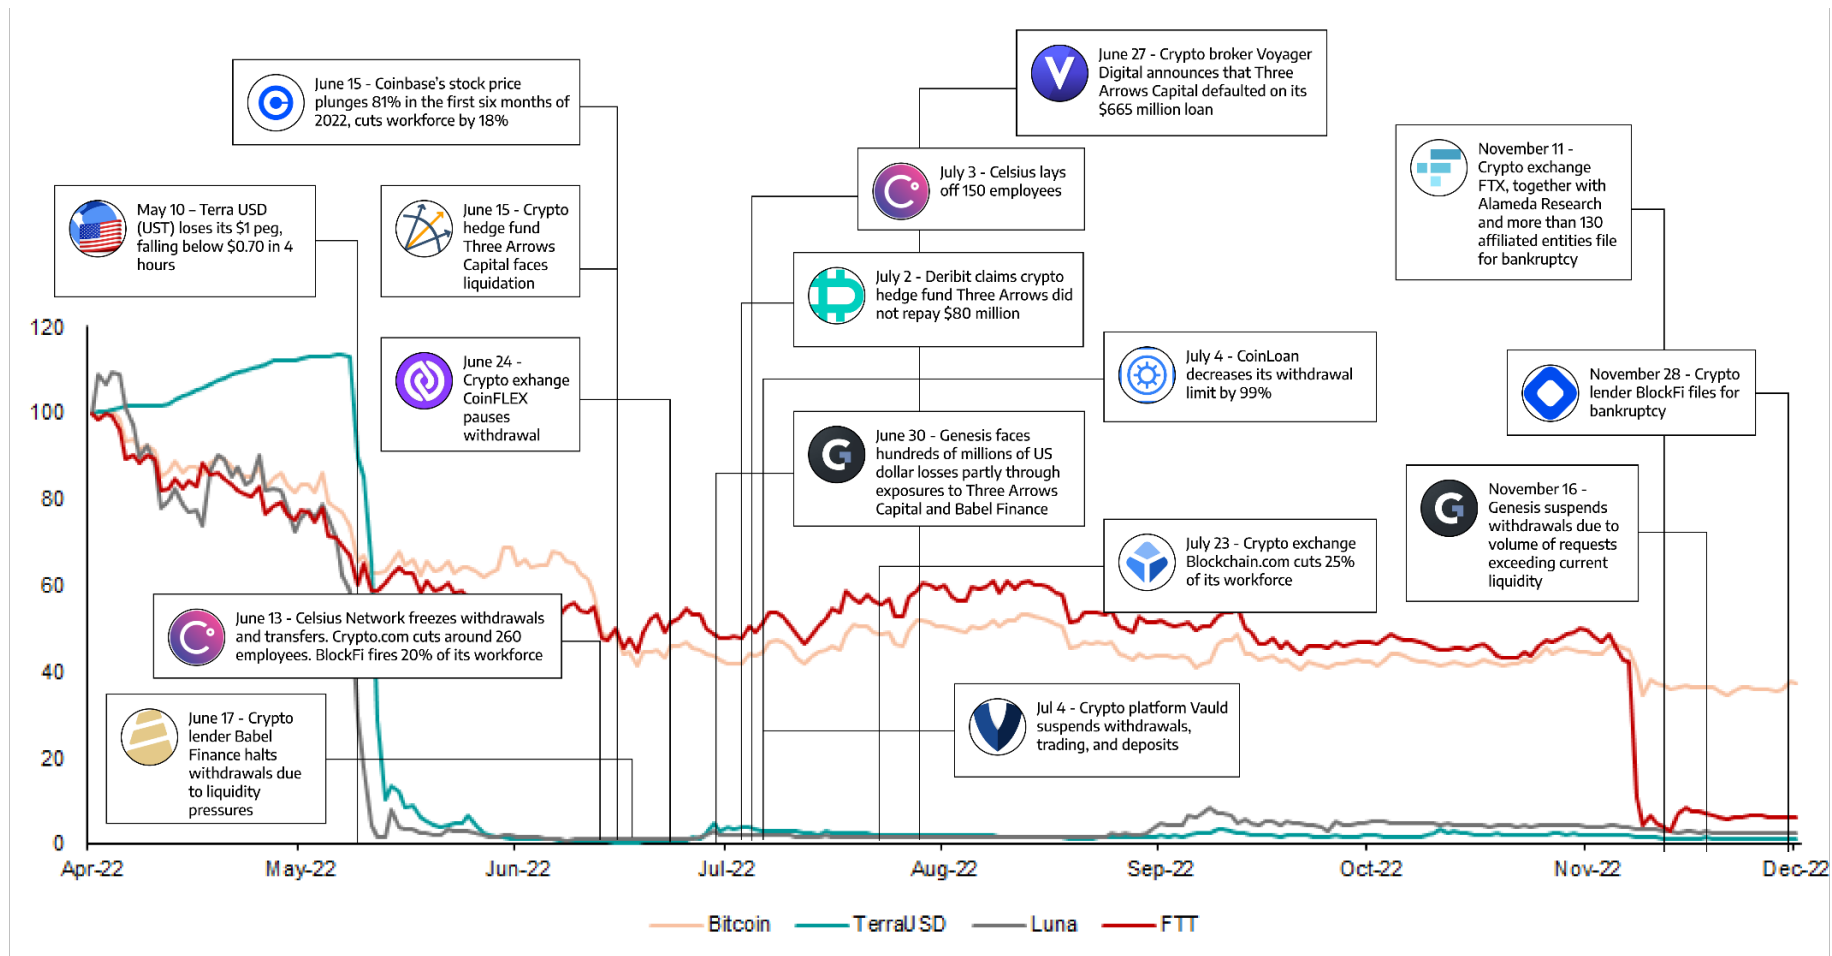 June 27 - Crypto broker Voyager
Digital announces that Three
Arrows Capital defaulted on its
$665 million loan
June 15 - Coinbase's stock price
plunges 81% in the first six months of
2022, cuts workforce by 18%
November 11 -
Crypto exchange
FTX, together with
Alameda Research
and more than 130
affiliated entities file
for bankruptcy
July 3 - Celsius lays
off 150 employees
May 10 – Terra USD
(UST) loses its $1 peg,
falling below $0.70 in 4
hours
June 15 - Crypto
hedge fund
Three Arrows
Capital faces
liquidation
July 2 - Deribit claims crypto
hedge fund Three Arrows did
not repay $80 million
June 24 -
Crypto exhange
CoinFLEX
pauses
withdrawal
July 4 - CoinLoan
decreases its withdrawal
limit by 99%
November 28 - Crypto
lender BlockFi files for
bankruptcy
June 30 - Genesis faces
hundreds of millions of US
dollar losses partly through
exposures to Three Arrows
Capital and Babel Finance
November 16 -
Genesis suspends
withdrawals due to
volume of requests
exceeding current
liquidity
July 23 - Crypto exchange
Blockchain.com cuts 25%
of its workforce
June 13 - Celsius Network freezes withdrawals
and transfers. Crypto.com cuts around 260
employees. BlockFi fires 20% of its workforce
Jul 4 - Crypto platform Vauld
suspends withdrawals,
trading, and deposits
June 17 - Crypto
lender Babel
Finance halts
withdrawals due
to liquidity
pressures
120
100
80
60
40
20
0
Apr-22 May-22 Jun-22 Jul-22 Aug-22 Sep-22 Oct-22 Nov-22 Dec-22
Bitcoin TerraUSD Luna FTT